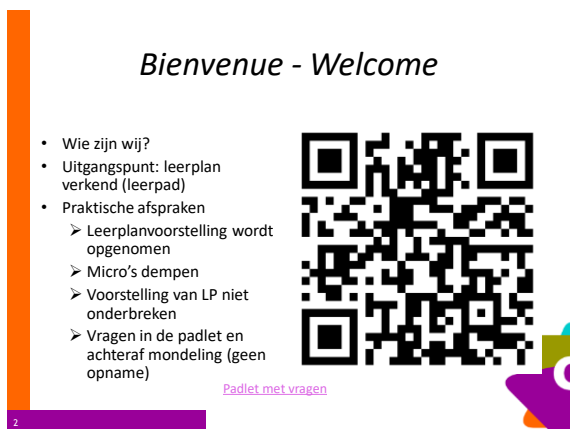 Bienvenue - Welcome
• Wie zijn wij?
• Uitgangspunt: leerplan
verkend (leerpad)
• Praktische afspraken
➢ Leerplanvoorstelling wordt
opgenomen
➢ Micro's dempen
➢ Voorstelling van LP niet
onderbreken
➢ Vragen in de padlet en
achteraf mondeling (geen
opname)
Padlet met vragen
2